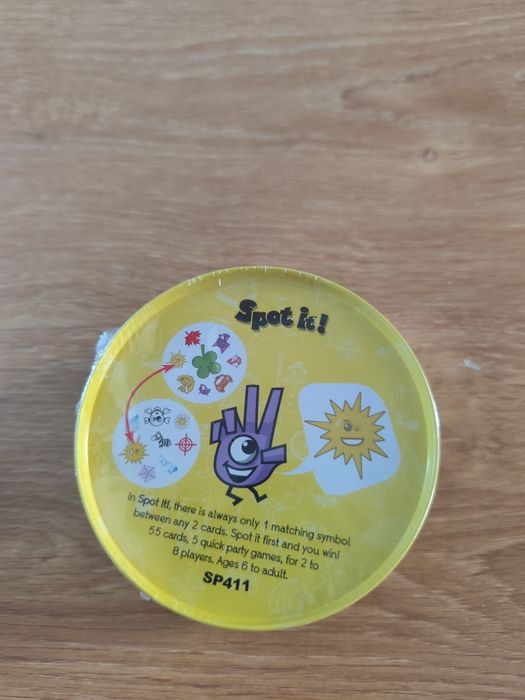 Spot it!
In Spot It!, there is always only 1 matching symbol
between any 2 cards. Spot it first and you win!
55 cards, 5 quick party games, for 2 to
8 players. Ages 6 to adult.
SP411